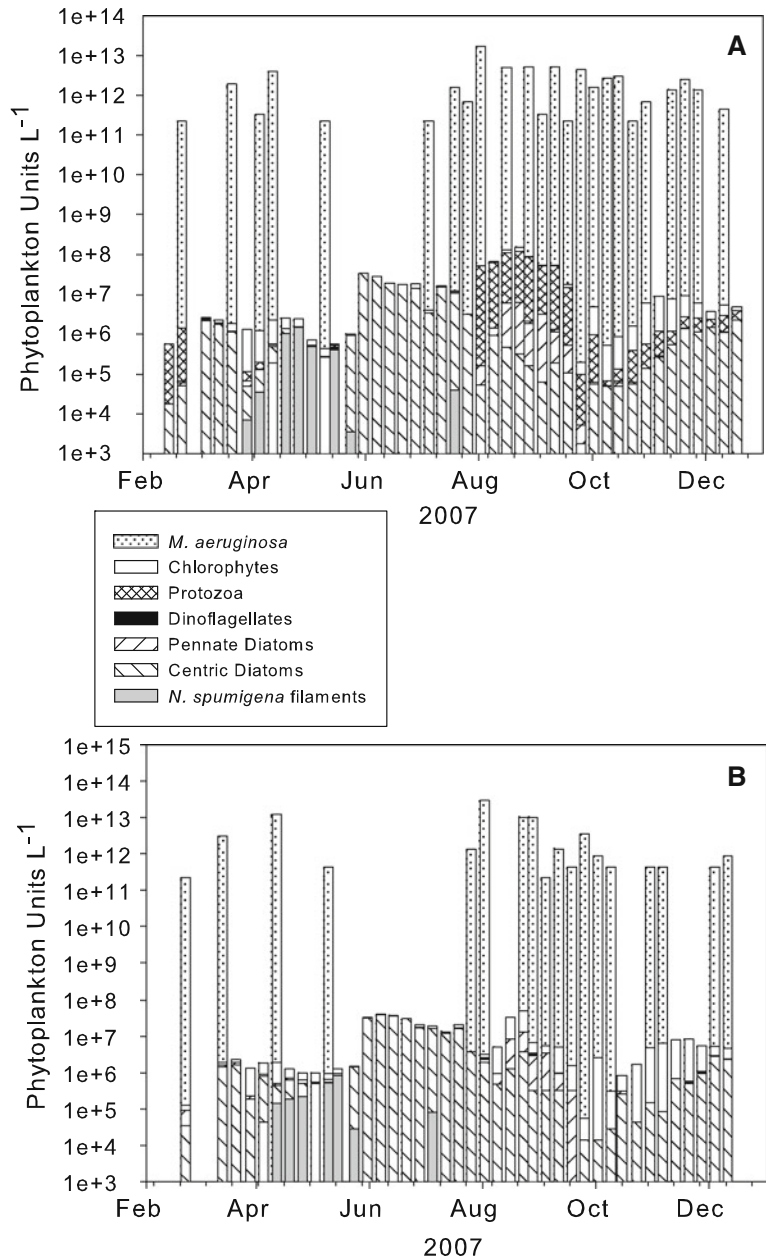 A
Phytoplankton Units L⁻¹
1e+14
1e+13
1e+12
1e+11
1e+10
1e+9
1e+8
1e+7
1e+6
1e+5
1e+4
1e+3
Feb Apr Jun Aug Oct Dec
2007
M. aeruginosa
Chlorophytes
Protozoa
Dinoflagellates
Pennate Diatoms
Centric Diatoms
N. spumigena filaments
B
Phytoplankton Units L⁻¹
1e+15
1e+14
1e+13
1e+12
1e+11
1e+10
1e+9
1e+8
1e+7
1e+6
1e+5
1e+4
1e+3
Feb Apr Jun Aug Oct Dec
2007